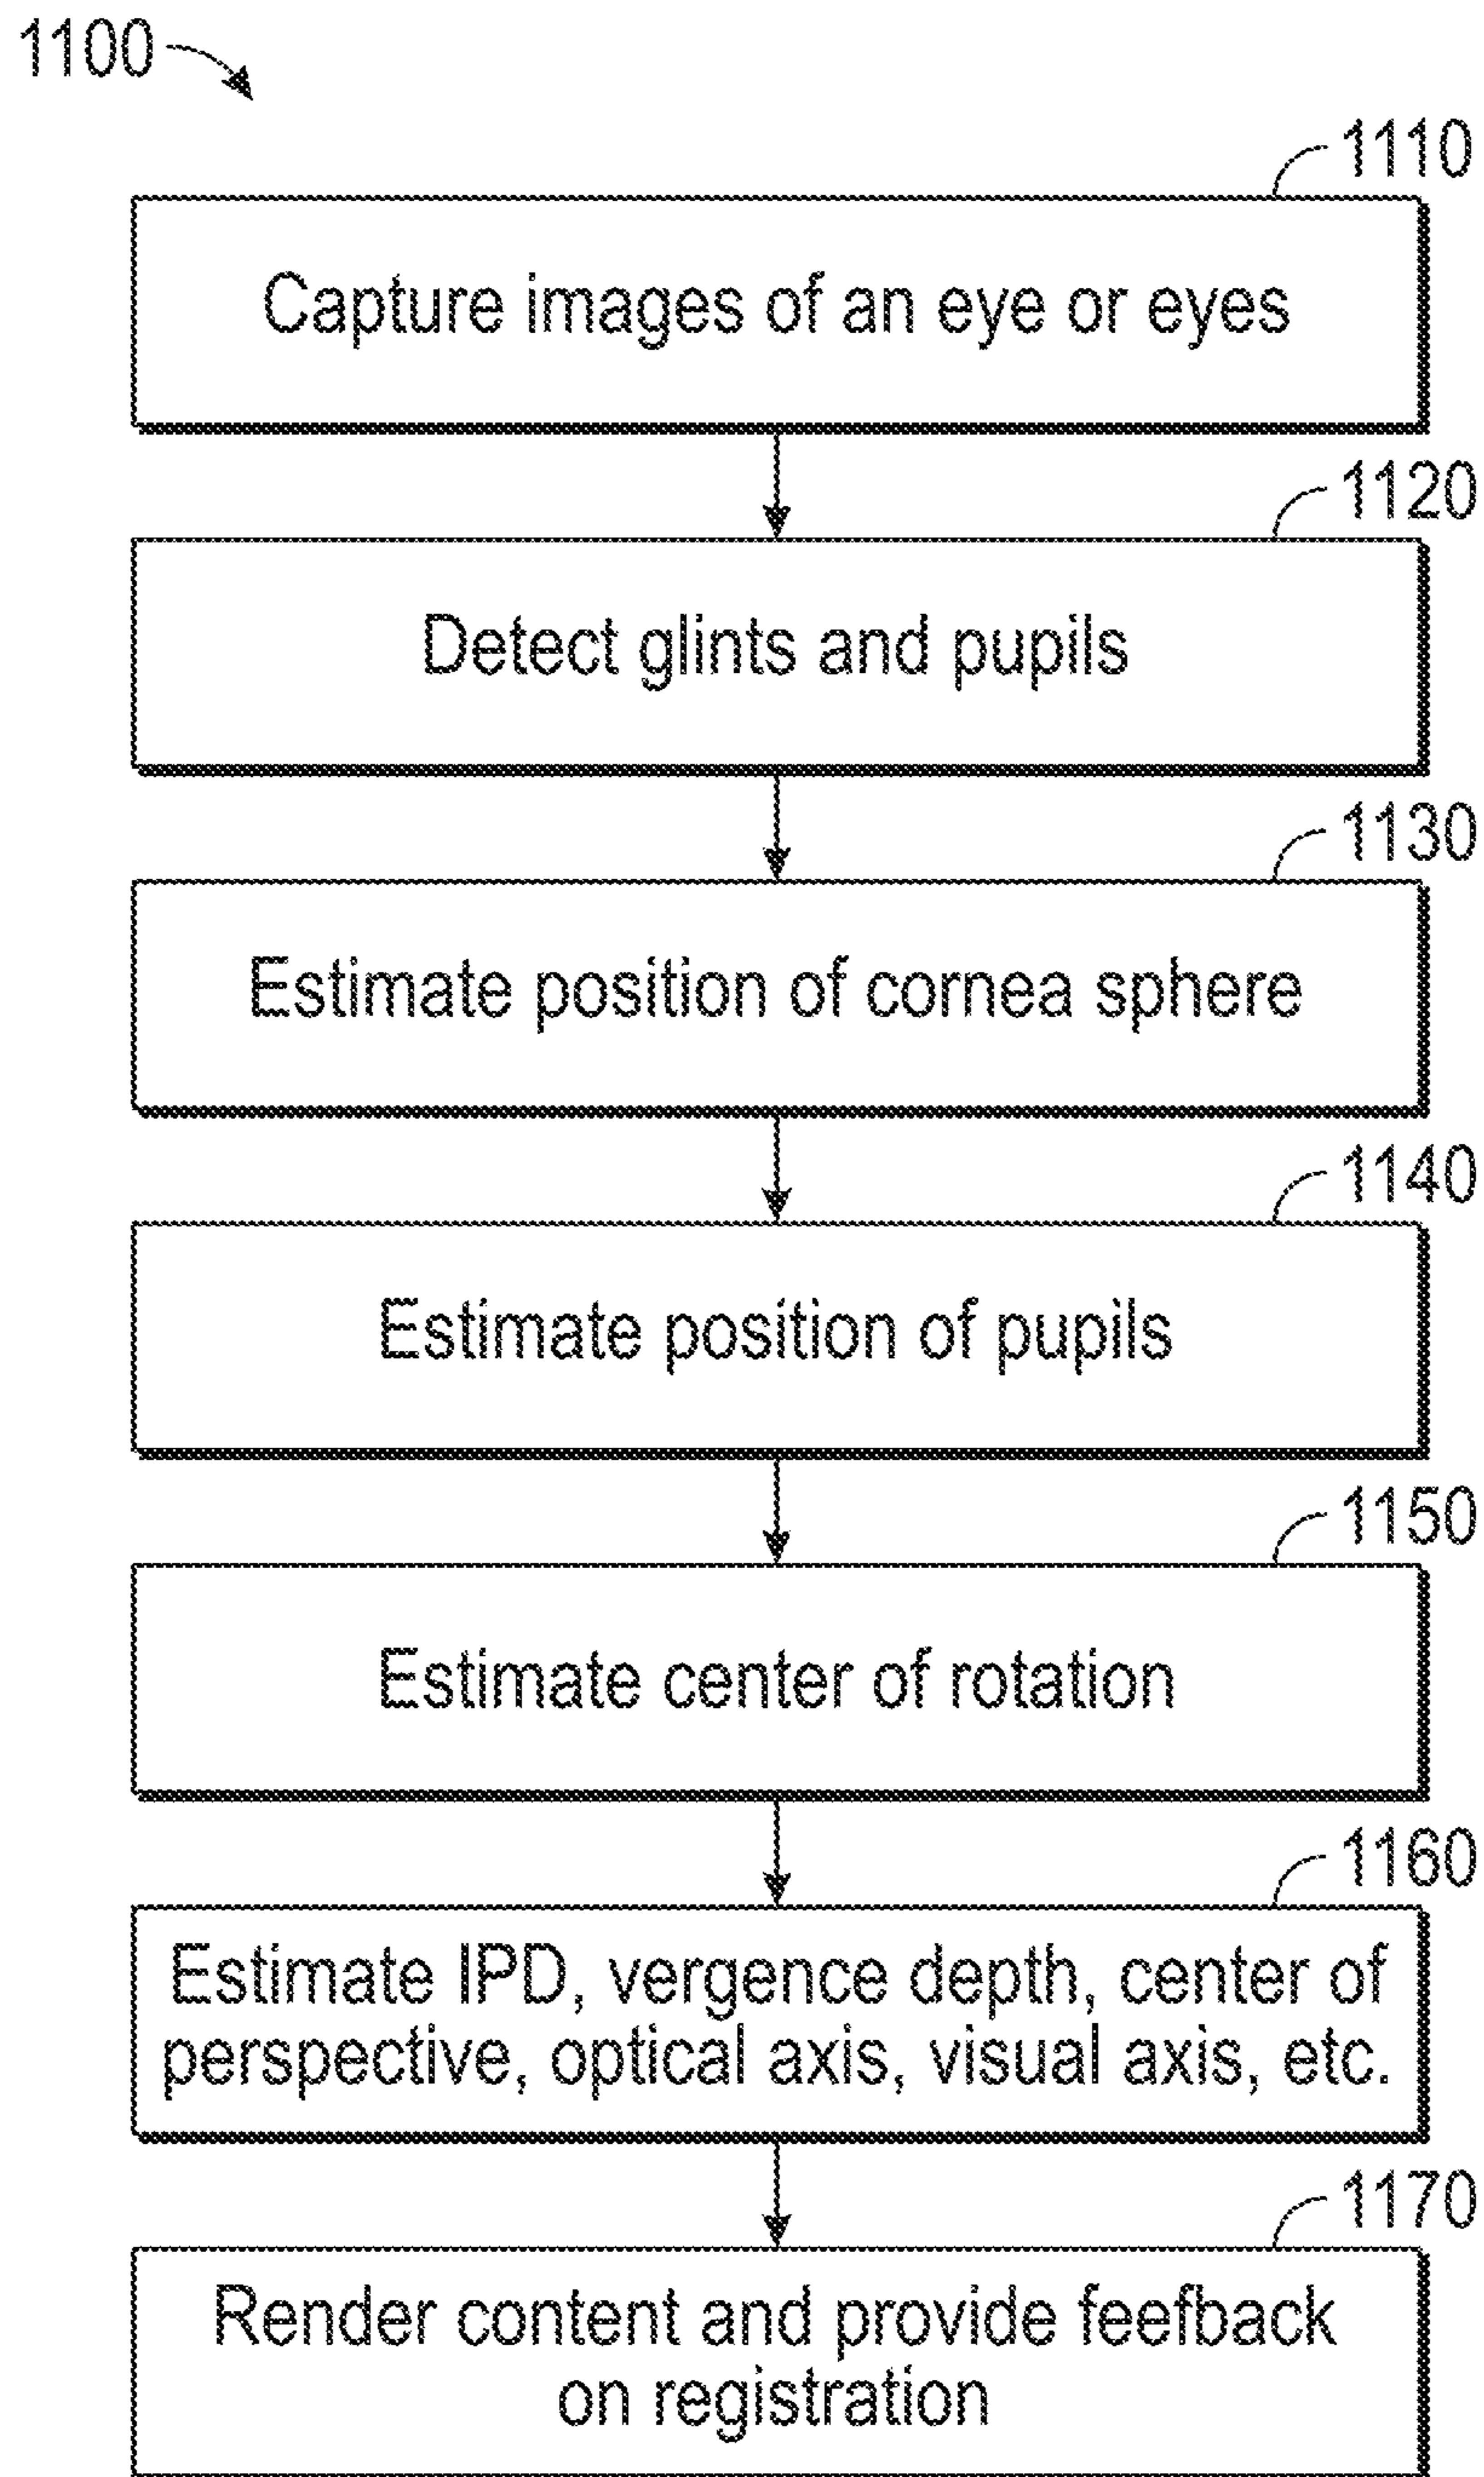 1100
1110
Capture images of an eye or eyes
1120
Detect glints and pupils
1130
Estimate position of cornea sphere
1140
Estimate position of pupils
1150
Estimate center of rotation
1160
Estimate IPD, vergence depth, center of
perspective, optical axis, visual axis, etc.
1170
Render content and provide feefback
on registration